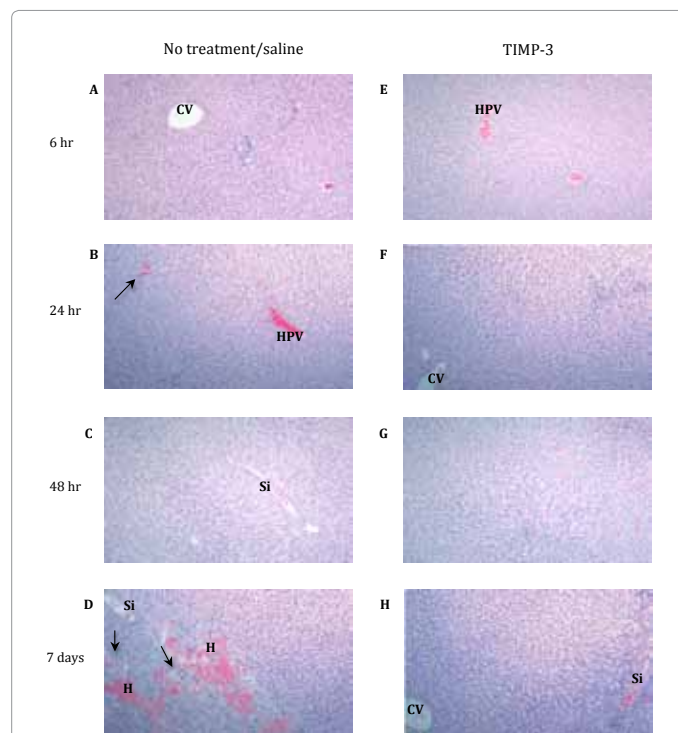 No treatment/saline TIMP-3
A E
CV HPV
6 hr
B F
24 hr
HPV
CV
C G
48 hr
Si
D H
Si
H
7 days
H
Si
CV